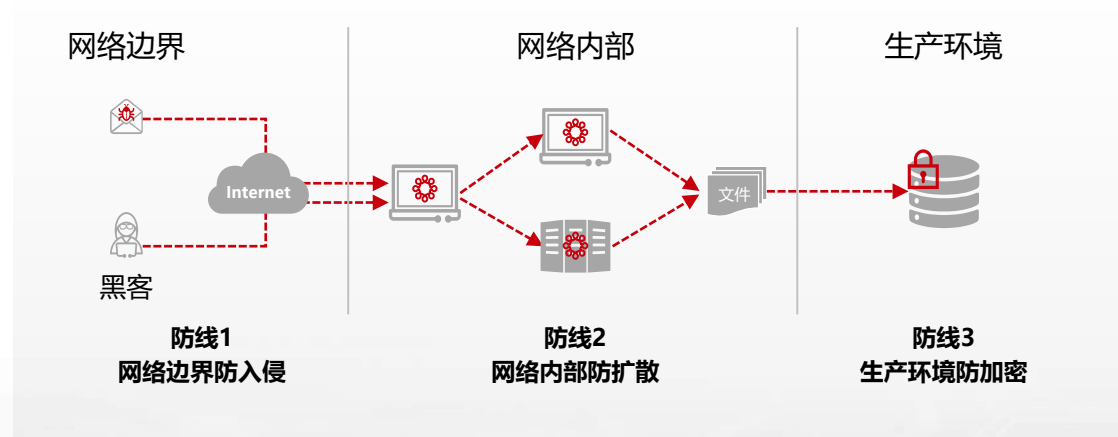 网络边界
网络内部
生产环境
Internet
文件
黑客
防线1
网络边界防入侵
防线2
网络内部防扩散
防线3
生产环境防加密